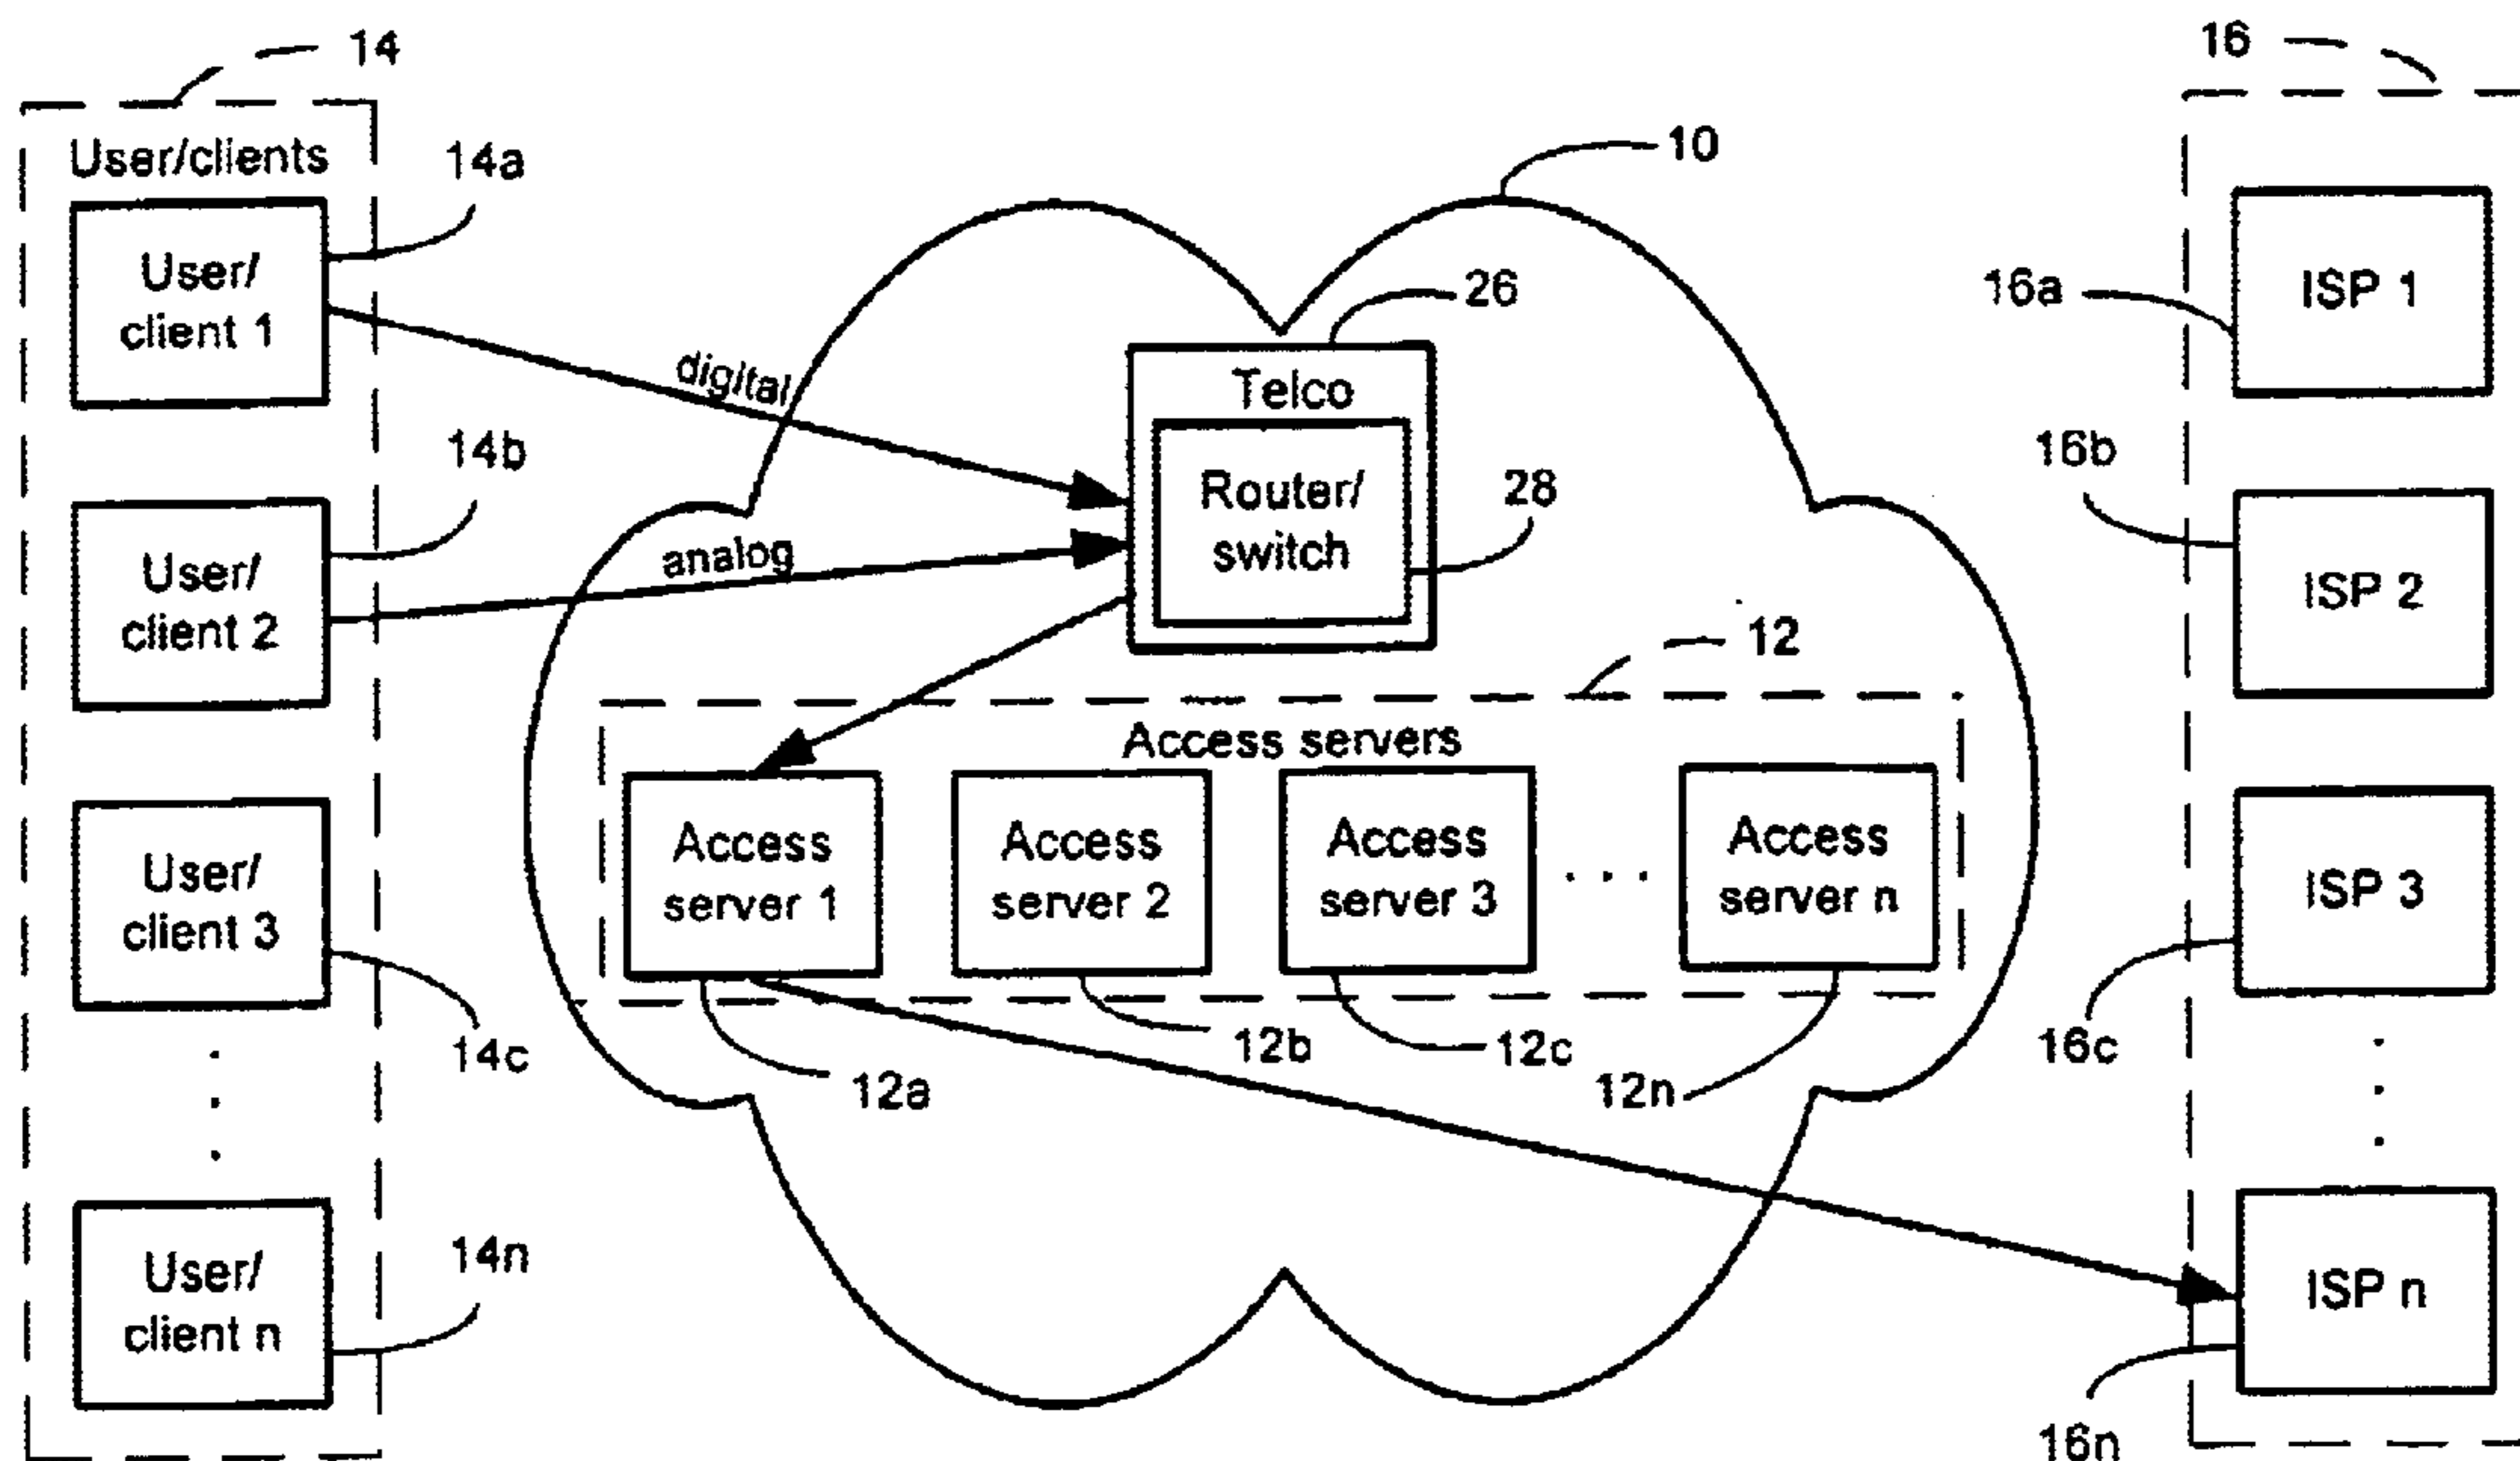 14
16
User/clients
14a
10
User/
client 1
26
16a
ISP 1
digital
Telco
14b
16b
Router/
switch
28
User/
client 2
analog
ISP 2
12
Access servers
User/
client 3
Access
server 1
Access
server 2
Access
server 3
. . .
Access
server n
ISP 3
14c
12a
12b
12c
12n
16c
User/
client n
14n
ISP n
16n